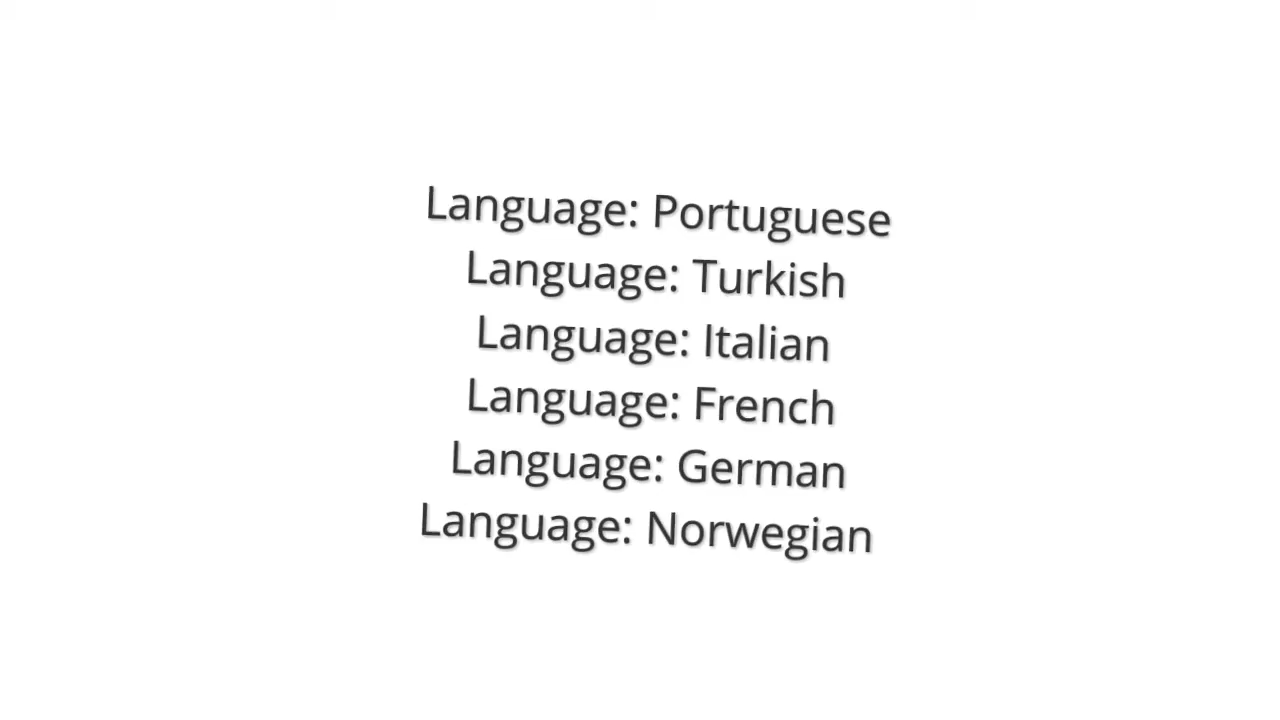 Language: Portuguese
Language: Turkish
Language: Italian
Language: French
Language: German
Language: Norwegian